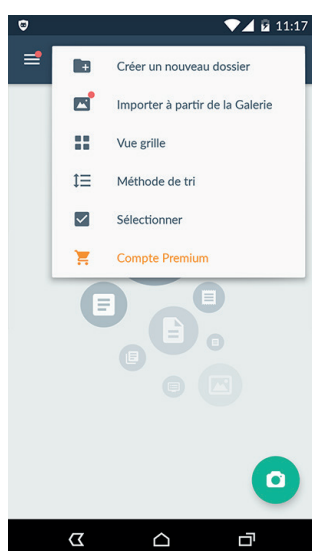 11:17
Créer un nouveau dossier
Importer à partir de la Galerie
Vue grille
Méthode de tri
Sélectionner
Compte Premium